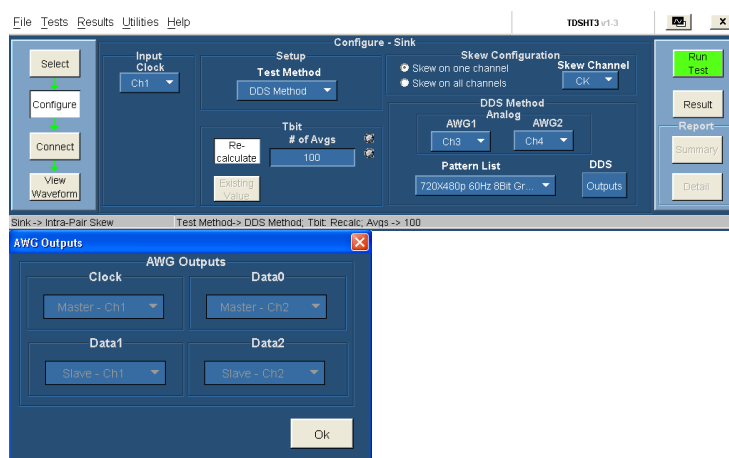 File Tests Results Utilities Help
TDSHT3 v1.3
x
Configure - Sink
Select
Configure
Connect
View
Waveform
Input
Clock
Ch1
Setup
Test Method
DDS Method
Tbit
# of Avgs
Re-
calculate
100
Existing
Value
Skew Configuration
Skew on one channel
Skew on all channels
Skew Channel
CK
DDS Method
Analog
AWG1
AWG2
Ch3
Ch4
Pattern List
720X480p 60Hz 8Bit Gr...
DDS
Outputs
Run
Test
Result
Report
Summary
Detail
Sink -> Intra-Pair Skew
Test Method-> DDS Method; Tbit: Recalc; Avgs -> 100
AWG Outputs
AWG Outputs
Clock
Master - Ch1
Data0
Master - Ch2
Data1
Slave - Ch1
Data2
Slave - Ch2
Ok